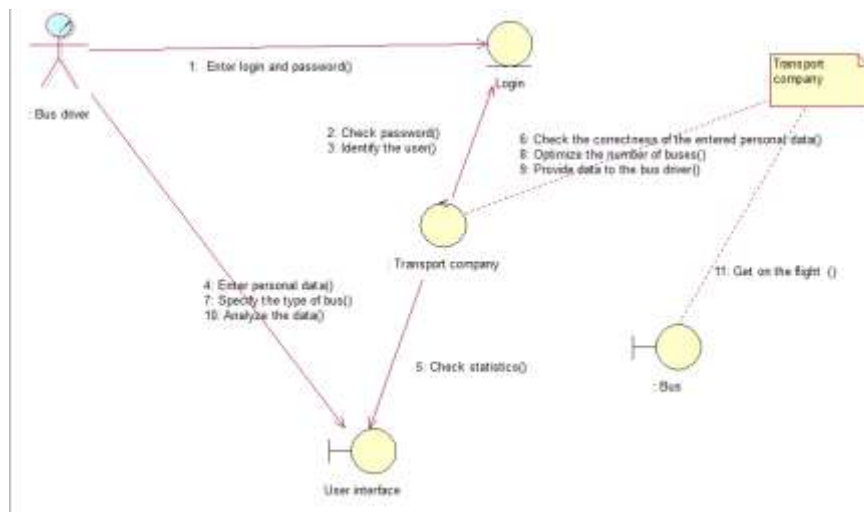 1: Enter login and password()
: Bus driver
Login
Transport
company
2: Check password()
3: Identify the user()
6: Check the correctness of the entered personal data()
8: Optimize the number of buses()
9: Provide data to the bus driver()
Transport company
4: Enter personal data()
7: Specify the type of bus()
10: Analyze the data()
11: Get on the flight ()
5: Check statistics()
: Bus
User interface